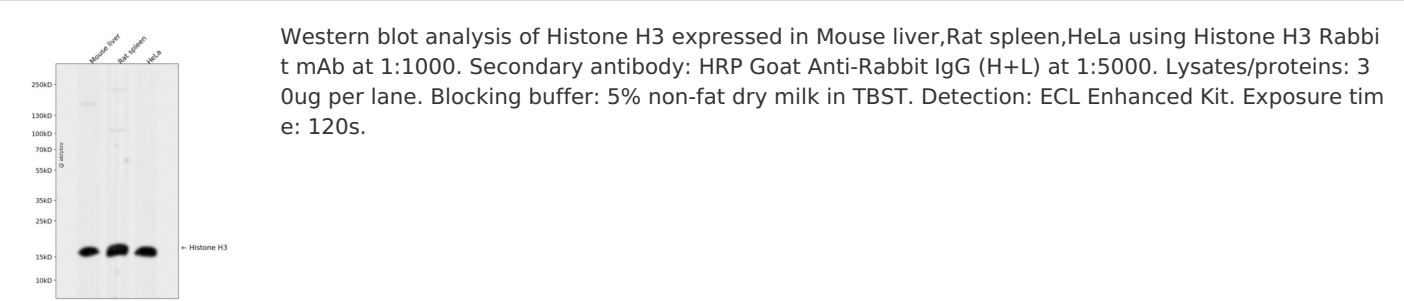 Mouse liver
Rat spleen
HeLa
250kD
130kD
100kD
70kD
55kD
35kD
25kD
15kD
10kD
@ ablybio
← Histone H3
Western blot analysis of Histone H3 expressed in Mouse liver,Rat spleen,HeLa using Histone H3 Rabbi
t mAb at 1:1000. Secondary antibody: HRP Goat Anti-Rabbit IgG (H+L) at 1:5000. Lysates/proteins: 3
0ug per lane. Blocking buffer: 5% non-fat dry milk in TBST. Detection: ECL Enhanced Kit. Exposure tim
e: 120s.